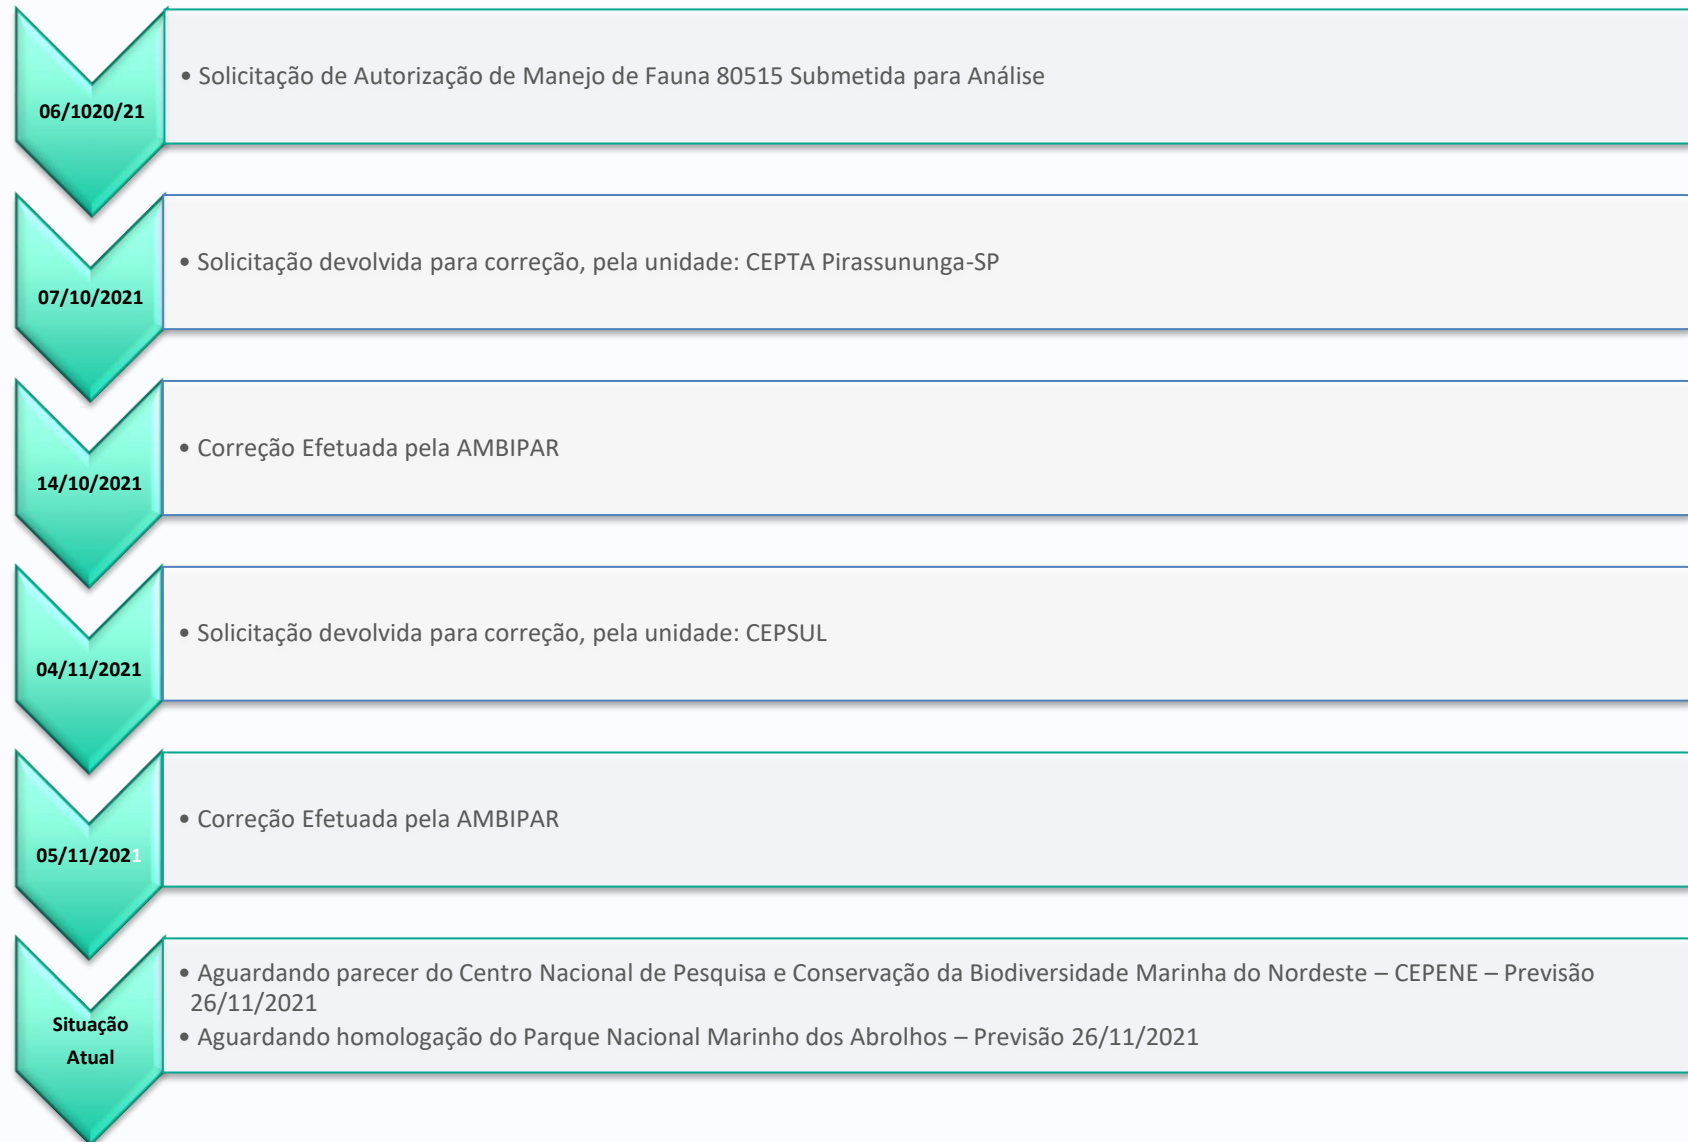 06/1020/21
• Solicitação de Autorização de Manejo de Fauna 80515 Submetida para Análise
07/10/2021
• Solicitação devolvida para correção, pela unidade: CEPTA Pirassununga-SP
14/10/2021
• Correção Efetuada pela AMBIPAR
04/11/2021
• Solicitação devolvida para correção, pela unidade: CEPSUL
05/11/2021
• Correção Efetuada pela AMBIPAR
Situação
Atual
• Aguardando parecer do Centro Nacional de Pesquisa e Conservação da Biodiversidade Marinha do Nordeste – CEPENE – Previsão
26/11/2021
• Aguardando homologação do Parque Nacional Marinho dos Abrolhos – Previsão 26/11/2021